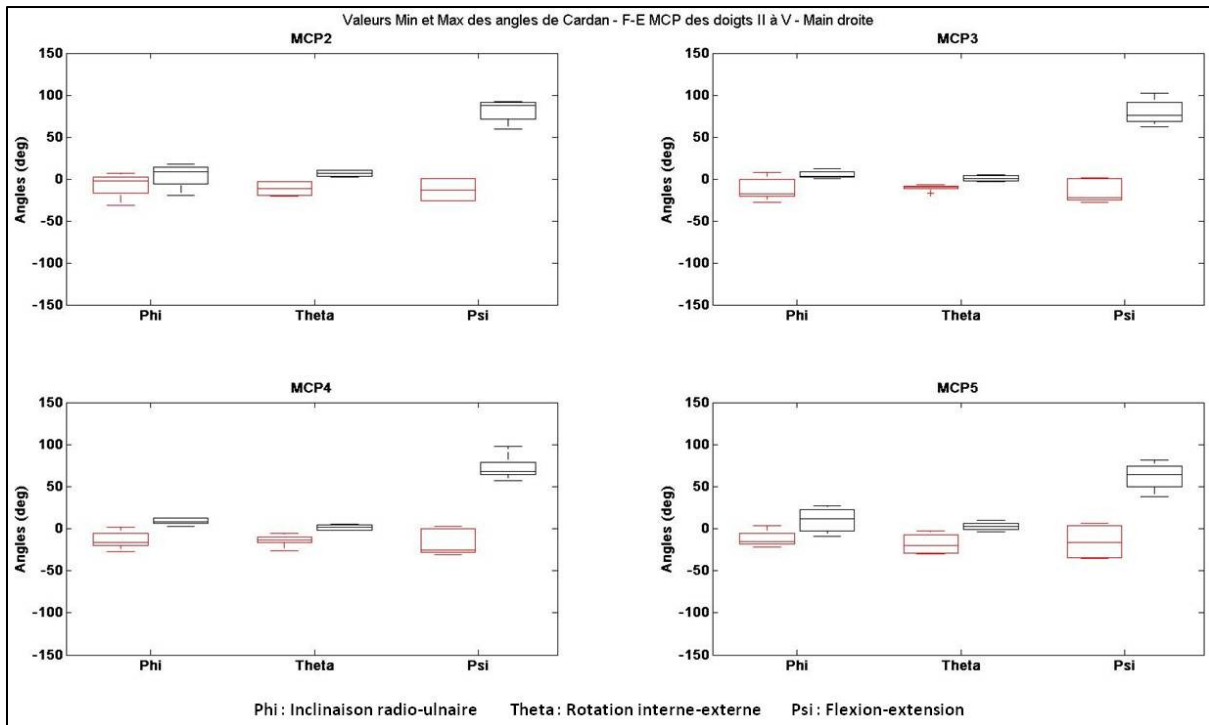 Valeurs Min et Max des angles de Cardan - F-E MCP des doigts II à V - Main droite
MCP2
150
100
50
0
-50
-100
-150
Angles (deg)
Phi Theta Psi
MCP3
150
100
50
0
-50
-100
-150
Angles (deg)
Phi Theta Psi
MCP4
150
100
50
0
-50
-100
-150
Angles (deg)
Phi Theta Psi
MCP5
150
100
50
0
-50
-100
-150
Angles (deg)
Phi Theta Psi
Phi : Inclinaison radio-ulnaire Theta : Rotation interne-externe Psi : Flexion-extension